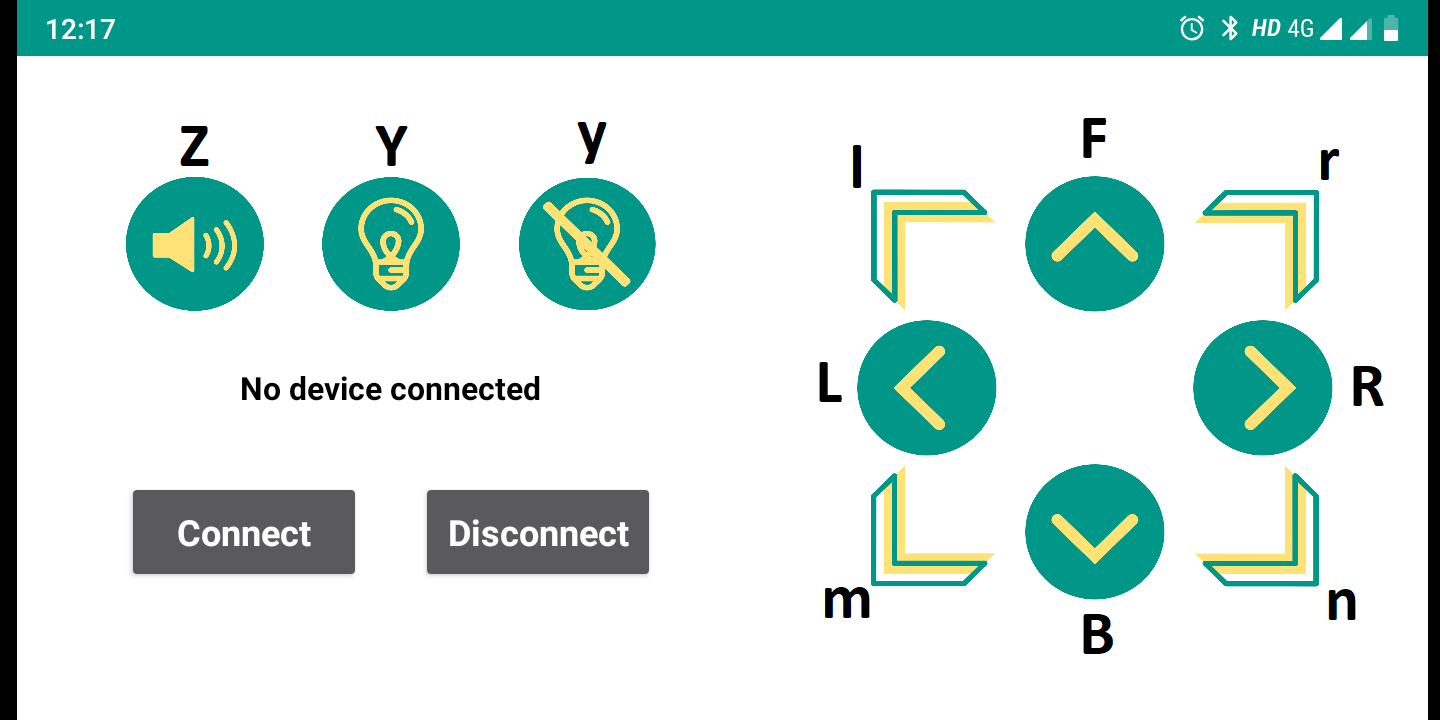 12:17 HD 4G
Z Y y
No device connected
Connect Disconnect
l F r
L R
m B n